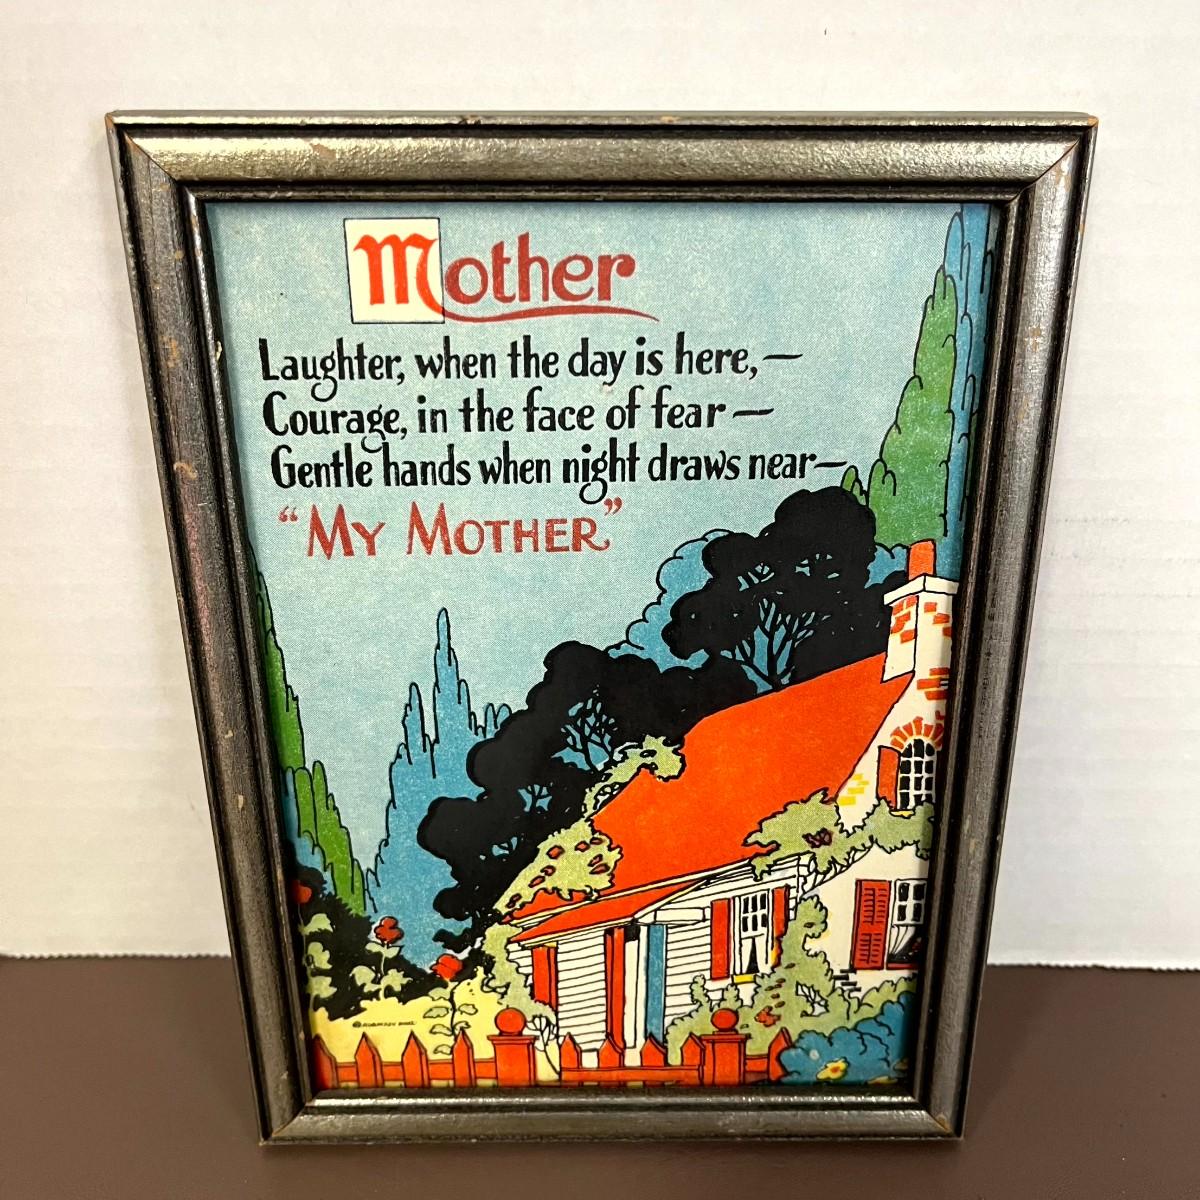 Mother
Laughter, when the day is here,—
Courage, in the face of fear—
Gentle hands when night draws near—
"MY MOTHER"